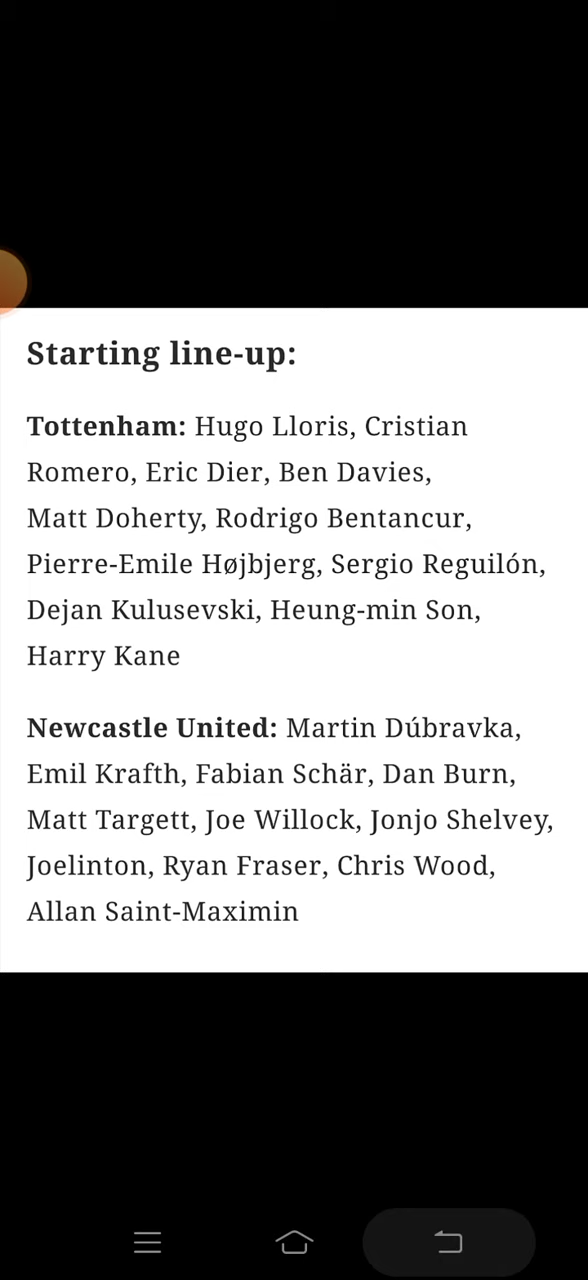 Starting line-up:
Tottenham: Hugo Lloris, Cristian
Romero, Eric Dier, Ben Davies,
Matt Doherty, Rodrigo Bentancur,
Pierre-Emile Højbjerg, Sergio Reguilón,
Dejan Kulusevski, Heung-min Son,
Harry Kane
Newcastle United: Martin Dúbravka,
Emil Krafth, Fabian Schär, Dan Burn,
Matt Targett, Joe Willock, Jonjo Shelvey,
Joelinton, Ryan Fraser, Chris Wood,
Allan Saint-Maximin